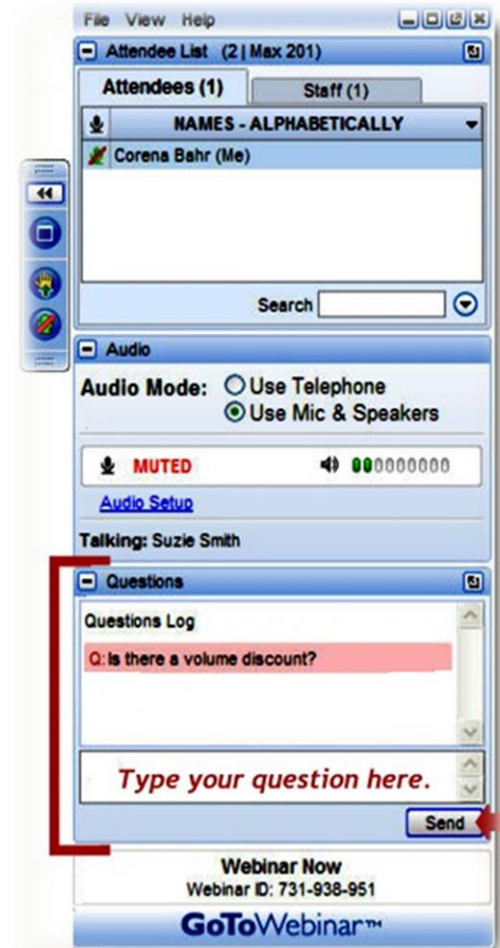 File View Help
Attendee List (2 | Max 201)
Attendees (1) Staff (1)
NAMES - ALPHABETICALLY
Corena Bahr (Me)
Search
Audio
Audio Mode: Use Telephone
Use Mic & Speakers
MUTED
Audio Setup
Talking: Suzie Smith
Questions
Questions Log
Q: Is there a volume discount?
Type your question here.
Send
Webinar Now
Webinar ID: 731-938-951
GoToWebinar™